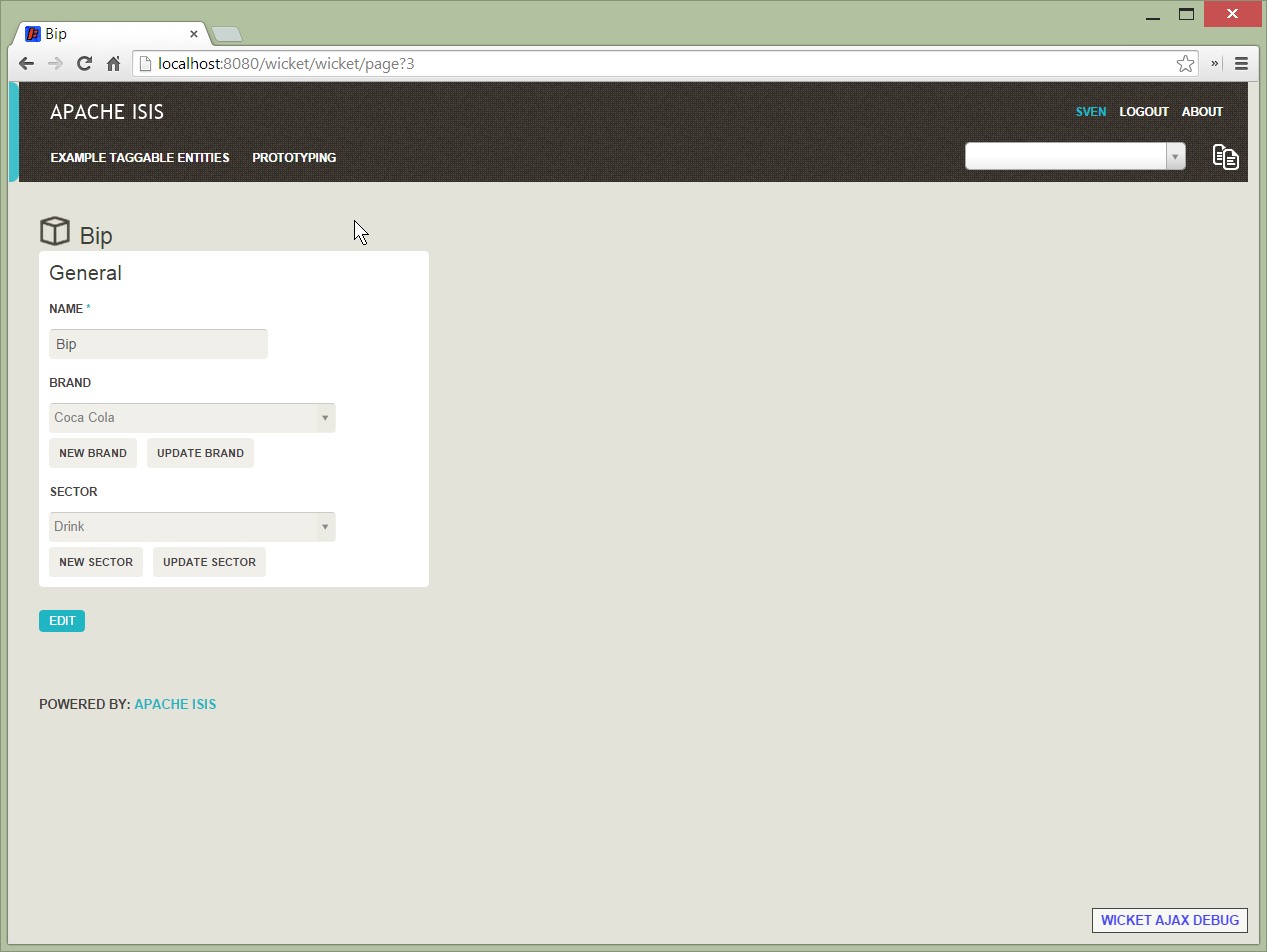 Bip
localhost:8080/wicket/wicket/page?3
APACHE ISIS
SVEN LOGOUT ABOUT
EXAMPLE TAGGABLE ENTITIES PROTOTYPING
Bip
General
NAME *
Bip
BRAND
Coca Cola
NEW BRAND UPDATE BRAND
SECTOR
Drink
NEW SECTOR UPDATE SECTOR
EDIT
POWERED BY: APACHE ISIS
WICKET AJAX DEBUG